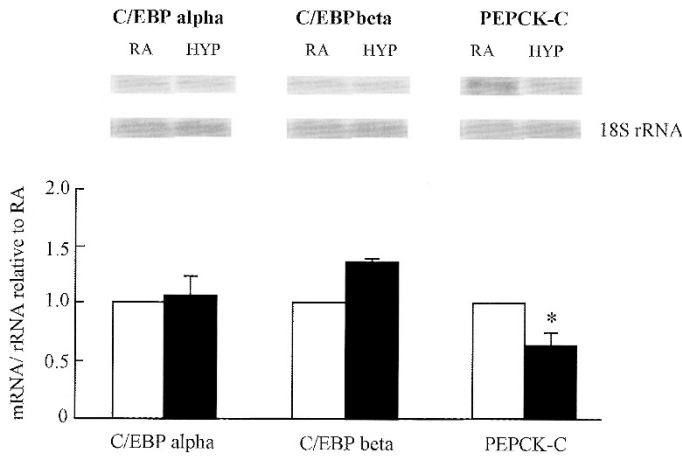 C/EBP alpha C/EBPbeta PEPCK-C
RA HYP RA HYP RA HYP
18S rRNA
mRNA/ rRNA relative to RA
2.0
1.5
1.0
0.5
0
*
C/EBP alpha C/EBP beta PEPCK-C